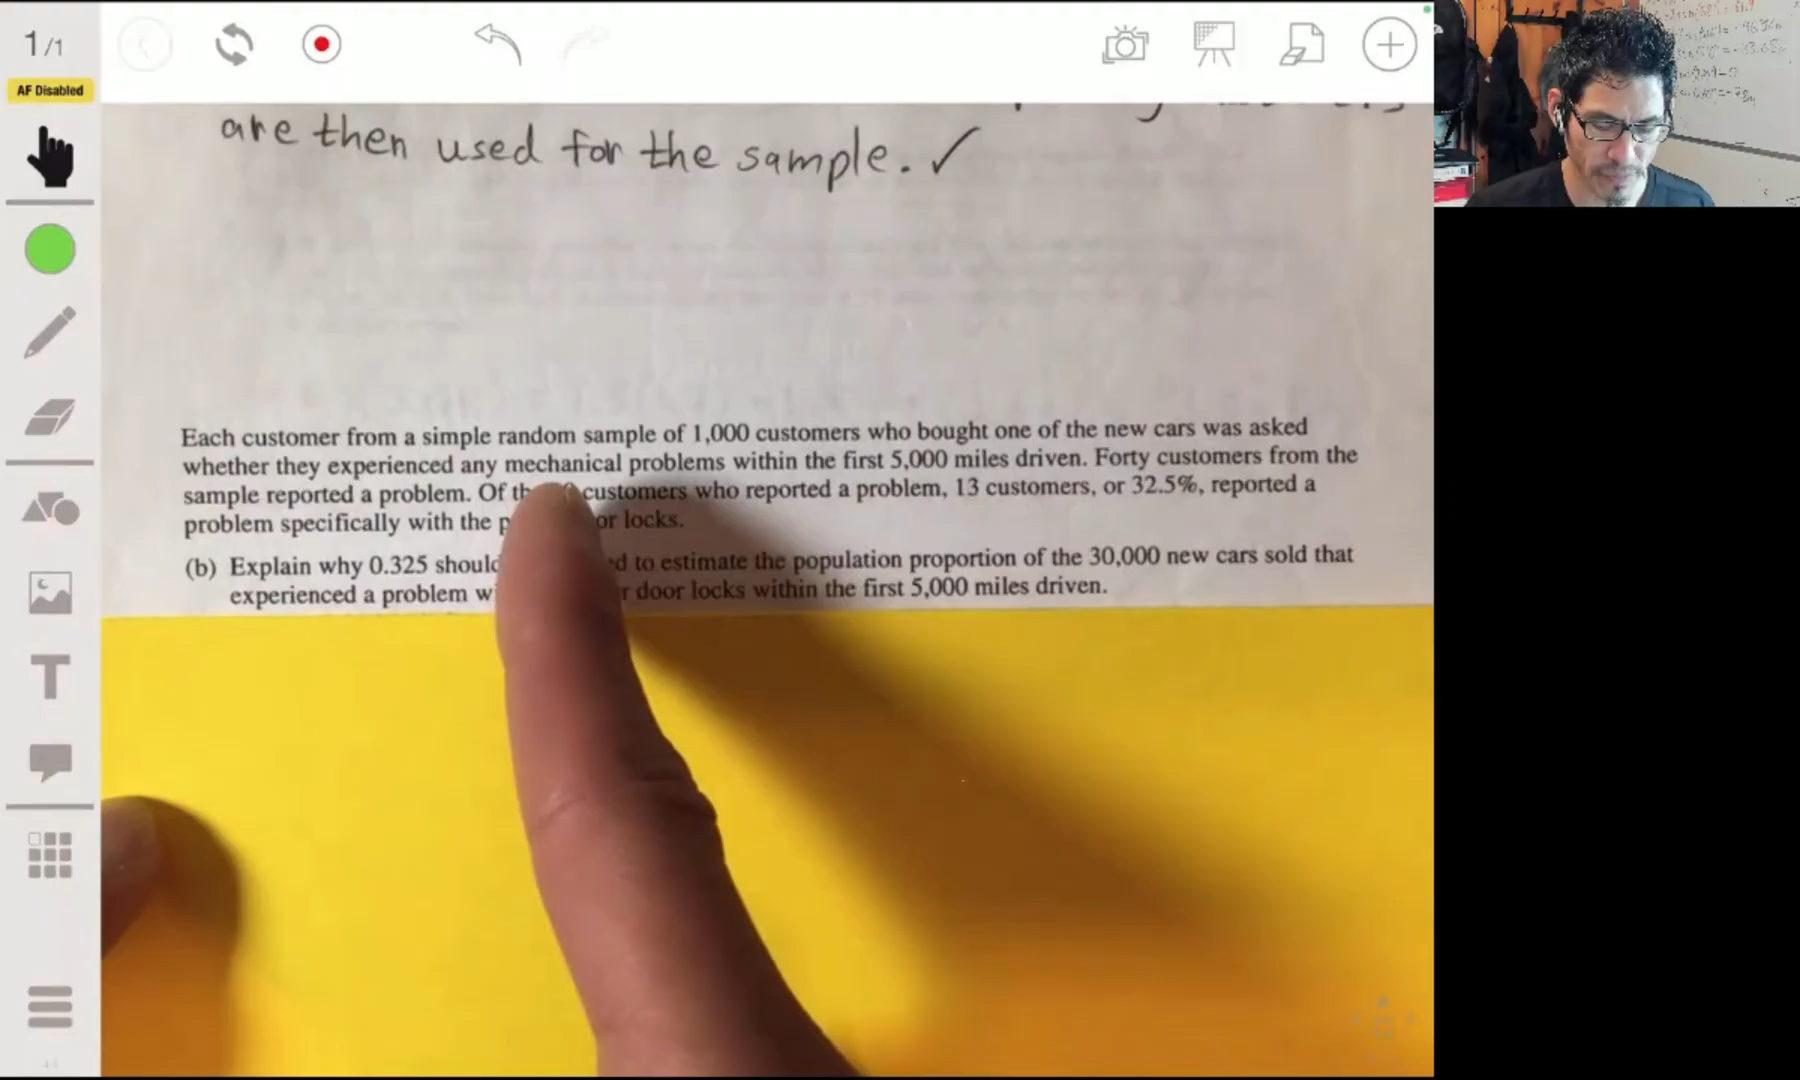 1/1
AF Disabled
T
are then used for the sample. ✓
Each customer from a simple random sample of 1,000 customers who bought one of the new cars was asked
whether they experienced any mechanical problems within the first 5,000 miles driven. Forty customers from the
sample reported a problem. Of customers who reported a problem, 13 customers, or 32.5%, reported a
problem specifically with the locks.
(b) Explain why 0.325 to estimate the population proportion of the 30,000 new cars sold that
experienced a problem door locks within the first 5,000 miles driven.